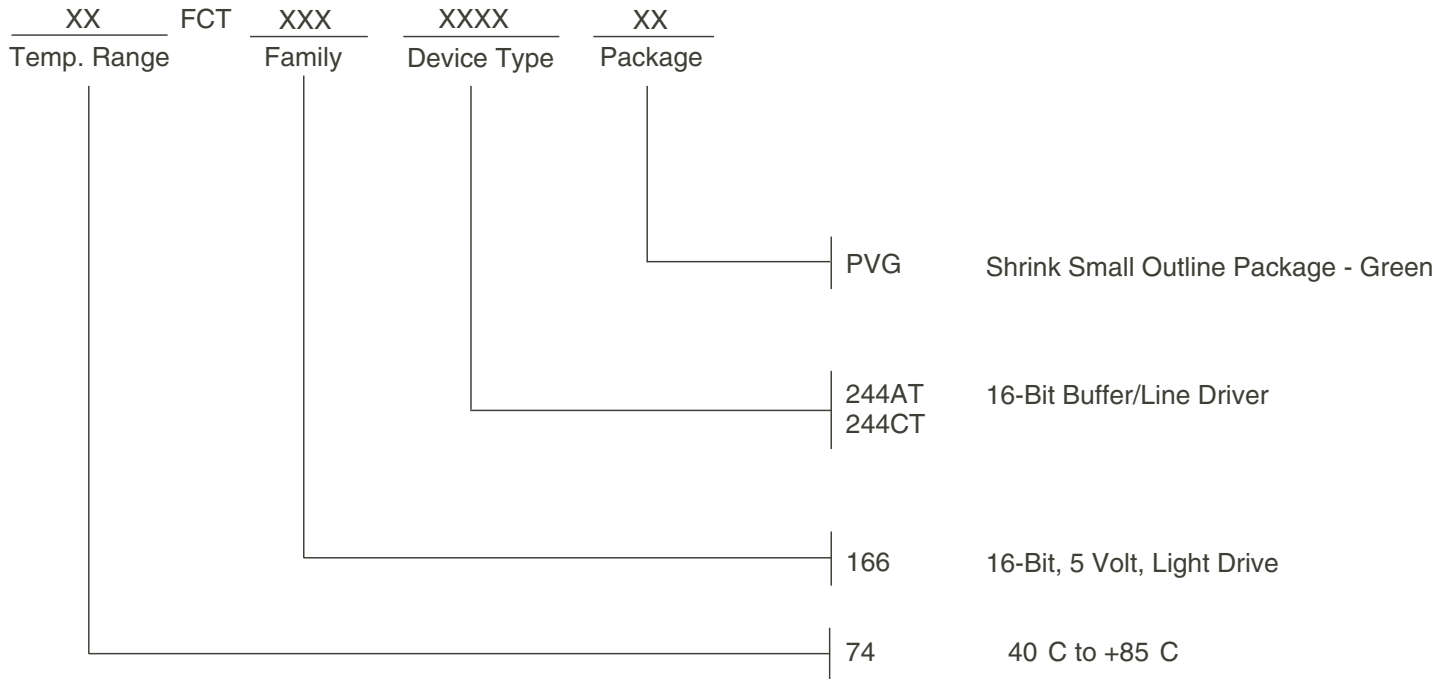 XX FCT XXX XXXX XX
Temp. Range Family Device Type Package
PVG Shrink Small Outline Package - Green
244AT 16-Bit Buffer/Line Driver
244CT
166 16-Bit, 5 Volt, Light Drive
74 40 C to +85 C